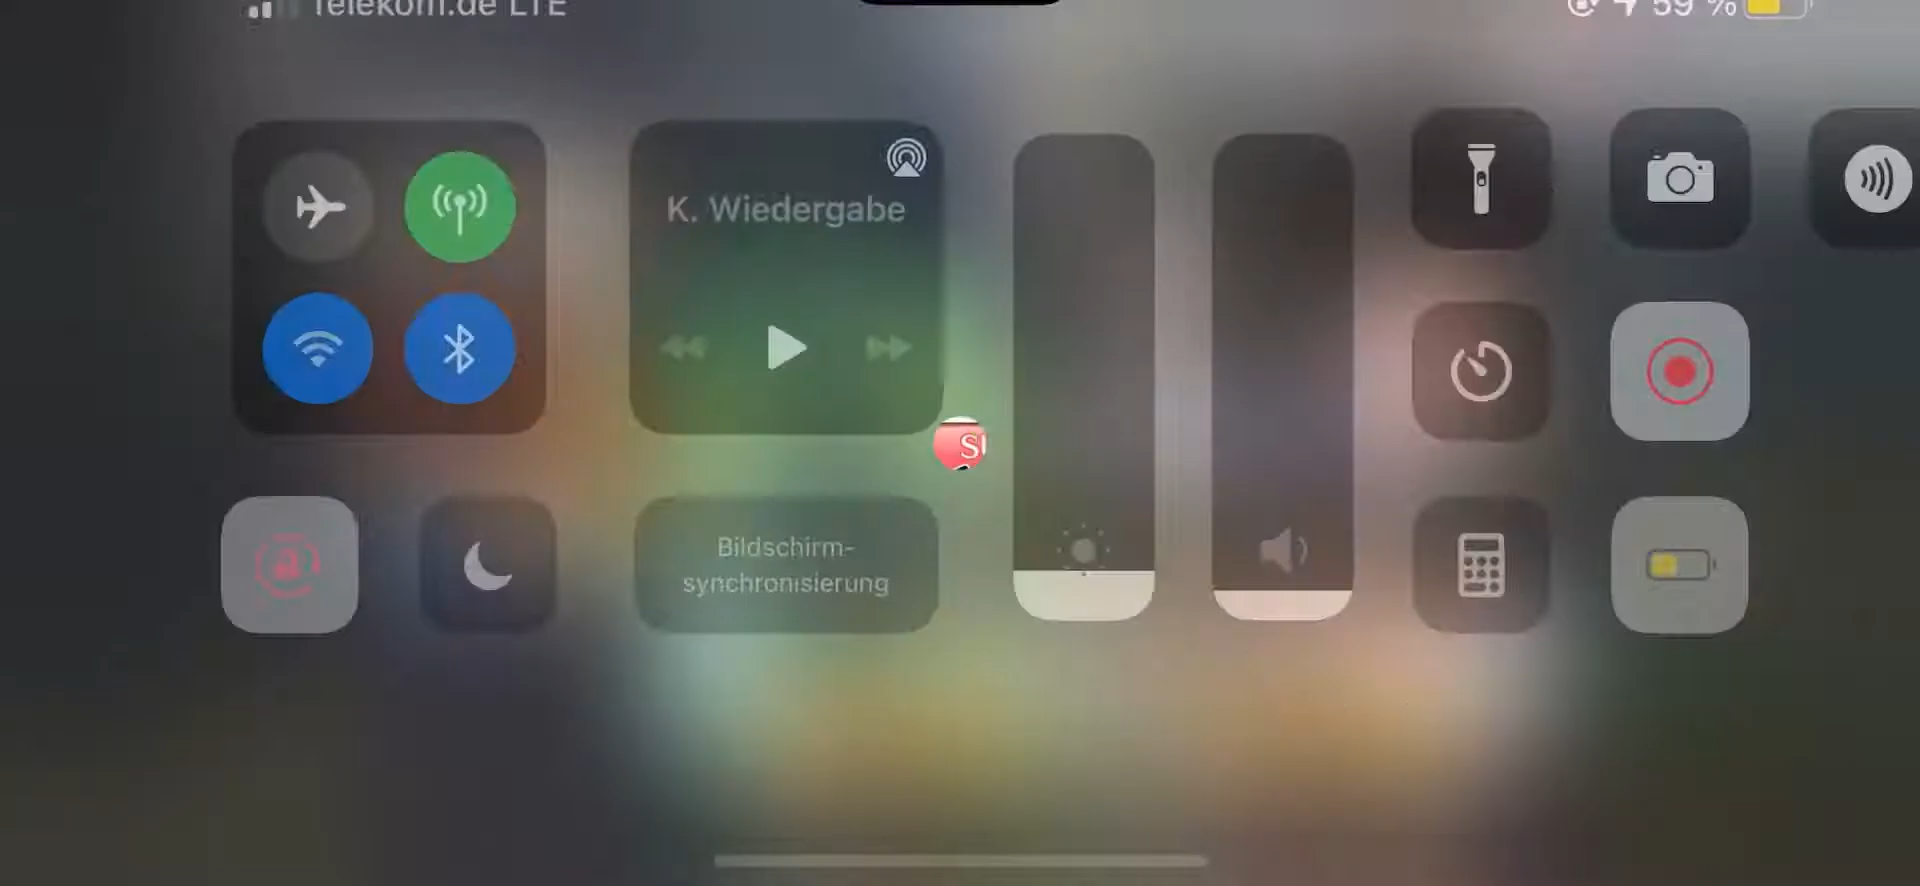 Telekom.de LTE
59 %
K. Wiedergabe
Bildschirm-
synchronisierung